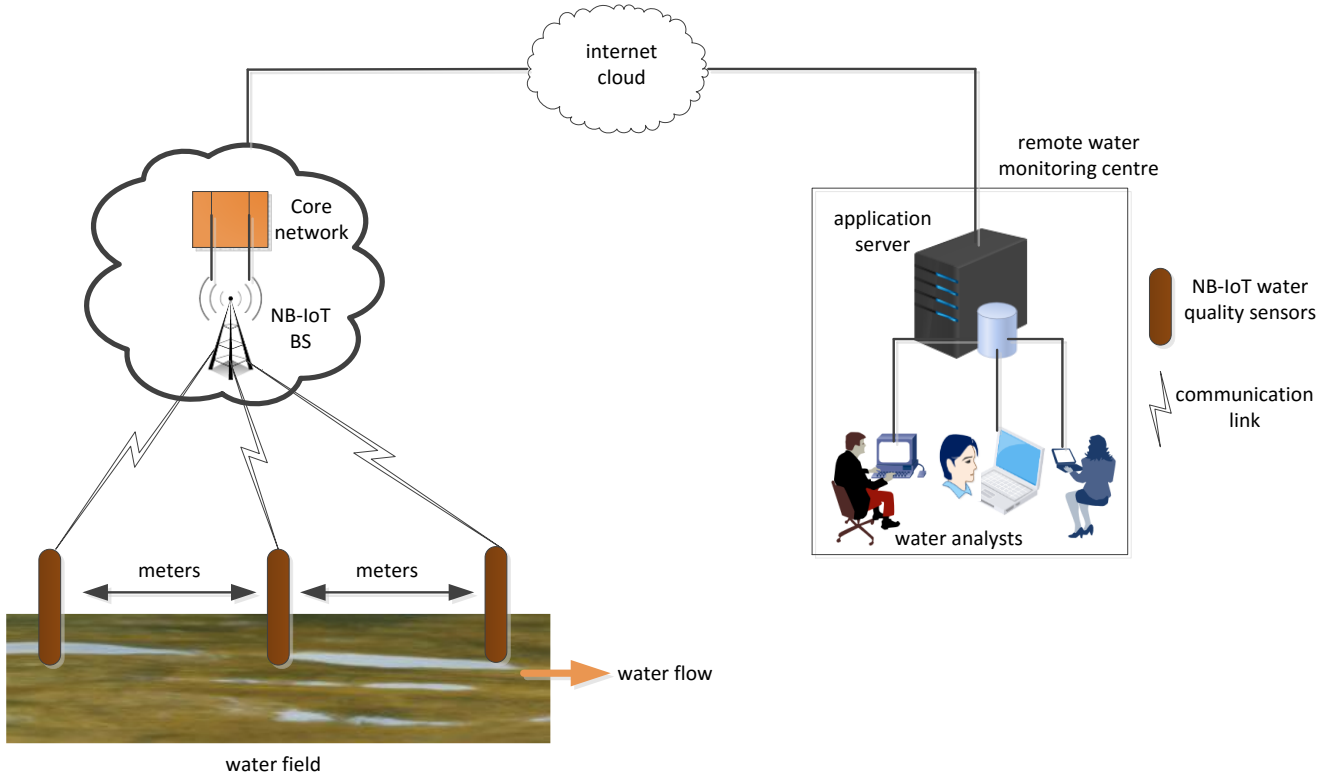 internet
cloud
remote water
monitoring centre
Core
network
application
server
NB-IoT water
quality sensors
NB-IoT
BS
communication
link
water analysts
meters
meters
water flow
water field